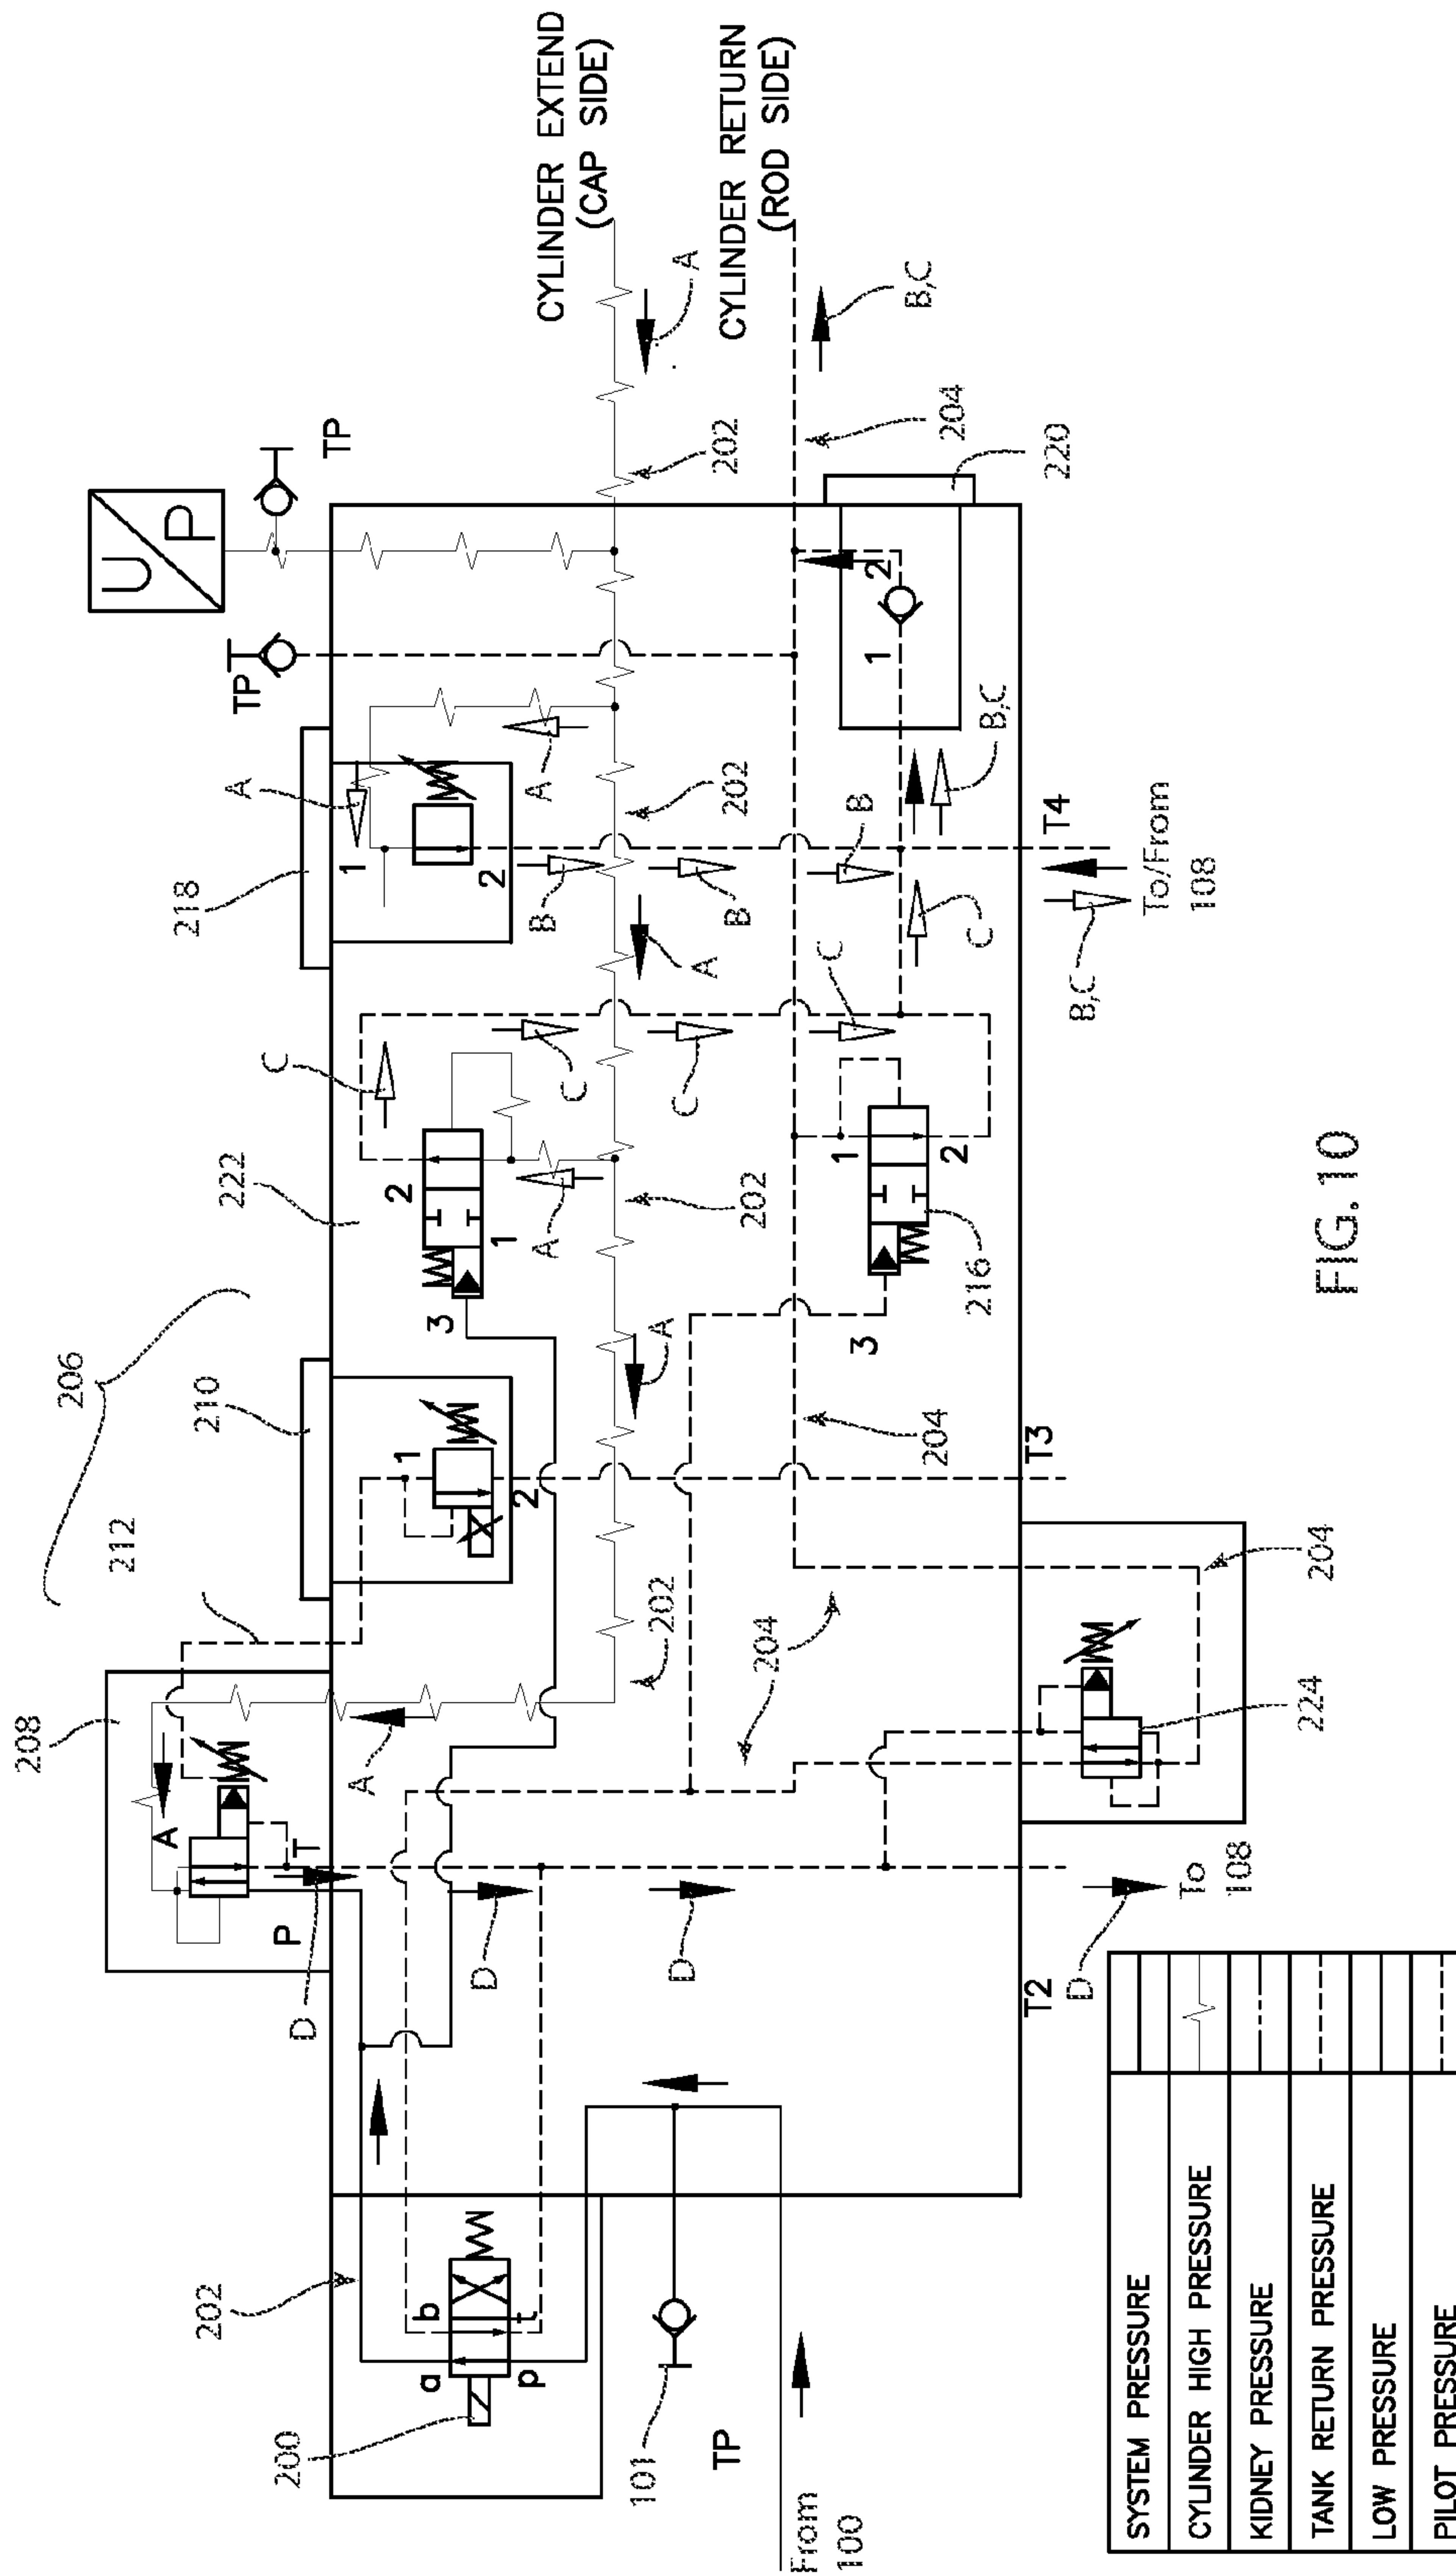 CYLINDER EXTEND
(CAP SIDE)
CYLINDER RETURN
(ROD SIDE)
U/P
TP
TP
A
B,C
202
204
220
218
A
A
1
2
B
B
B
2
1
B,C
T4
To/From
108
B,C
202
A
C
C
C
C
C
222
2
1
3
A
202
1
2
3
216
206
210
212
1
2
A
204
T3
202
204
204
224
208
A
T
P
A
D
D
D
T2
D
To
108
202
200
a
b
p
t
101
TP
From
100
SYSTEM PRESSURE
CYLINDER HIGH PRESSURE
KIDNEY PRESSURE
TANK RETURN PRESSURE
LOW PRESSURE
PILOT PRESSURE
FIG. 10